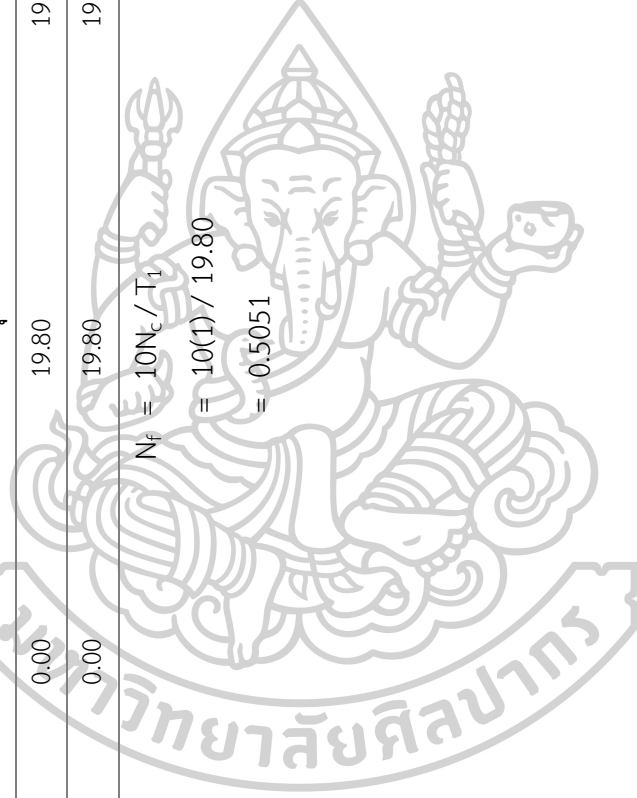 0.00 19.80 19
0.00 19.80 19
N_f = 10N_c / T_1
= 10(1) / 19.80
= 0.5051
มหาวิทยาลัยศิลปากร